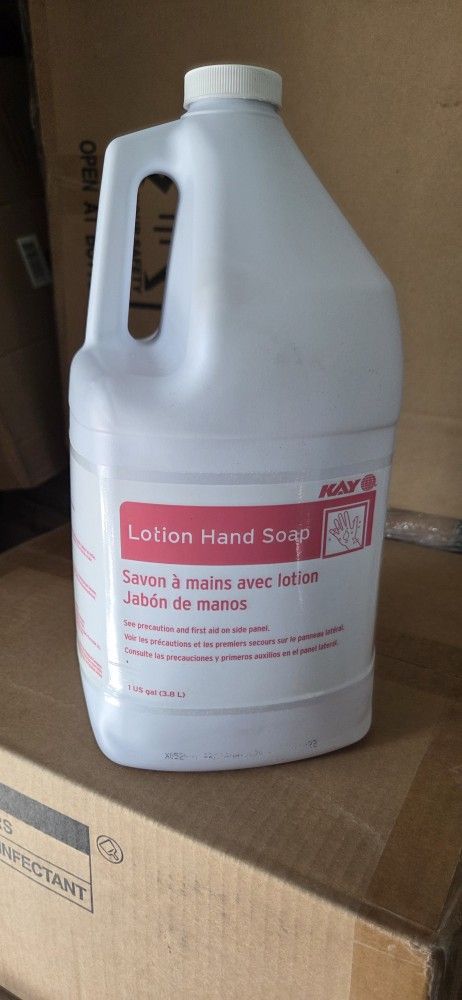 OPEN AT
KAY
Lotion Hand Soap
Savon à mains avec lotion
Jabón de manos
See precaution and first aid on side panel.
Voir les précautions et les premiers secours sur le panneau latéral.
Consulte las precauciones y primeros auxilios en el panel lateral.
1 US gal (3.8 L)